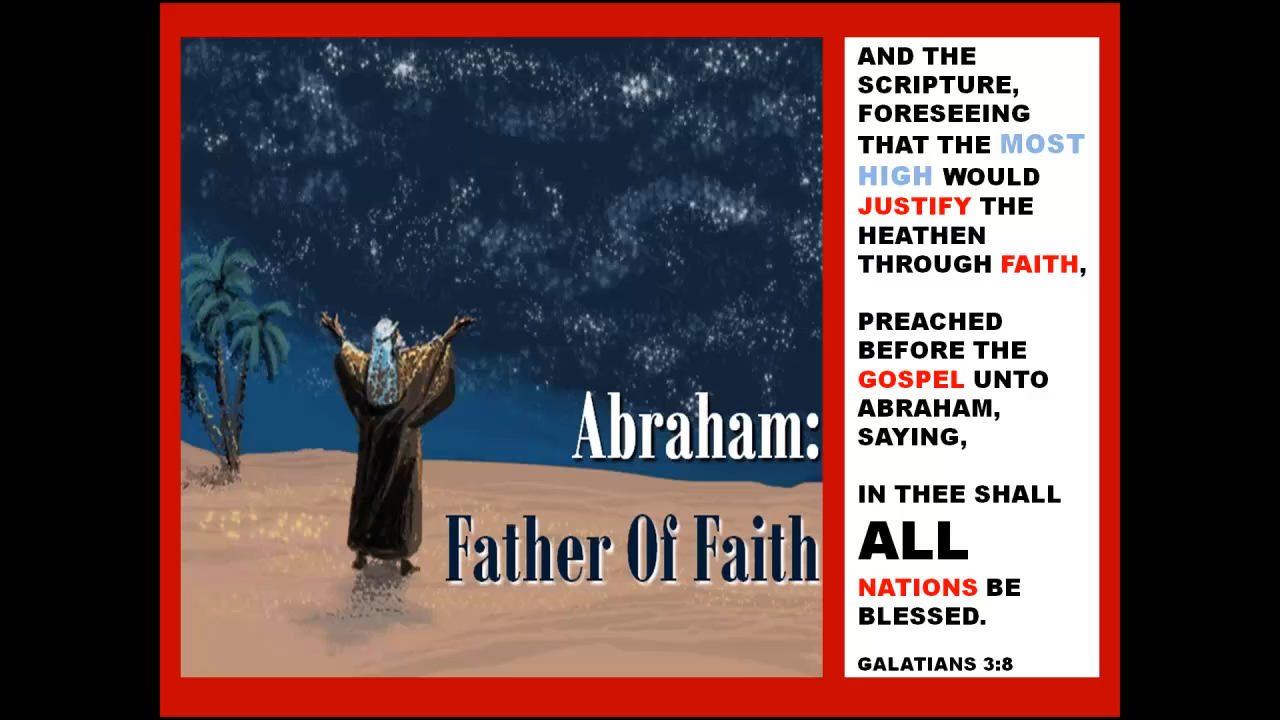 Abraham:
Father Of Faith
AND THE
SCRIPTURE,
FORESEEING
THAT THE MOST
HIGH WOULD
JUSTIFY THE
HEATHEN
THROUGH FAITH,
PREACHED
BEFORE THE
GOSPEL UNTO
ABRAHAM,
SAYING,
IN THEE SHALL
ALL
NATIONS BE
BLESSED.
GALATIANS 3:8